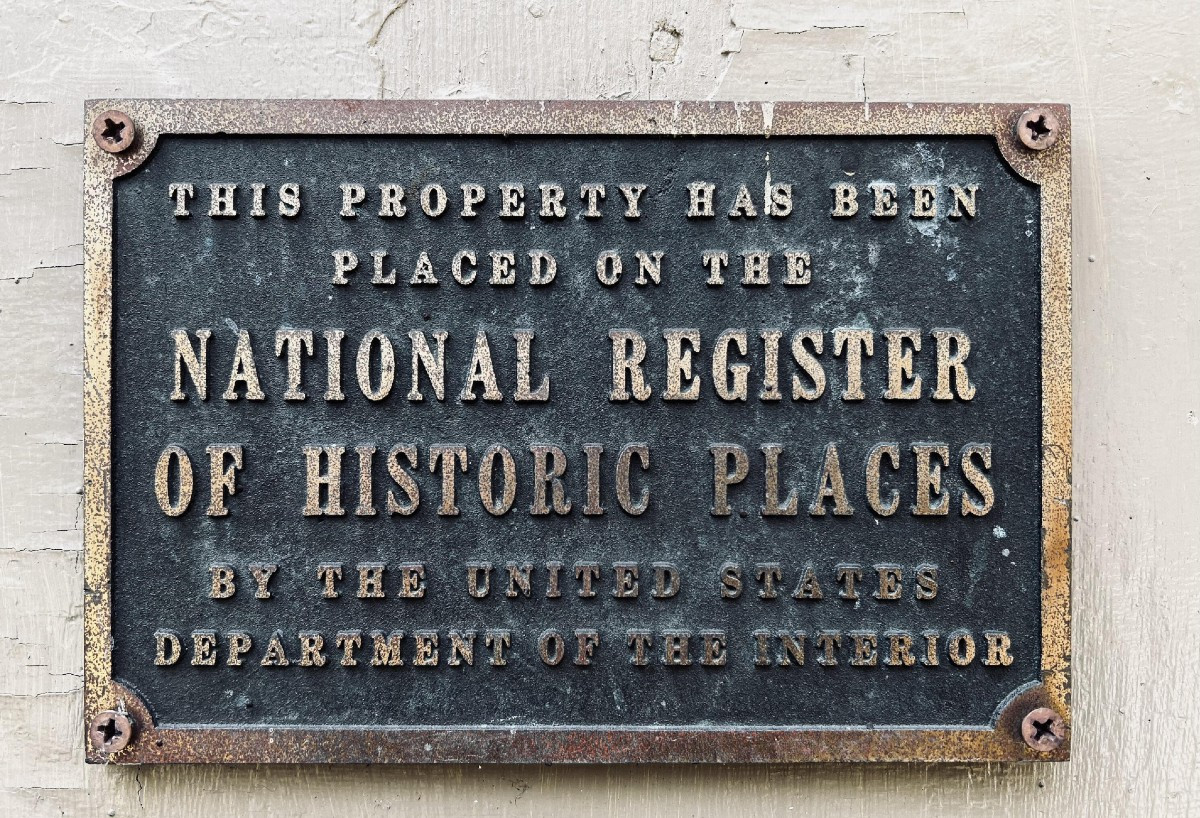 THIS PROPERTY HAS BEEN
PLACED ON THE
NATIONAL REGISTER
OF HISTORIC PLACES
BY THE UNITED STATES
DEPARTMENT OF THE INTERIOR